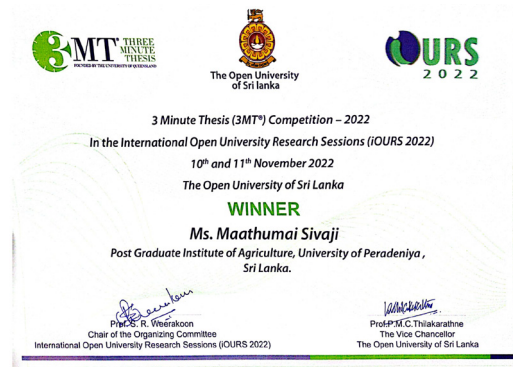 3MT® THREE
MINUTE
THESIS
FOUNDED BY THE UNIVERSITY OF QUEENSLAND
The Open University
of Sri lanka
iOURS
2022
3 Minute Thesis (3MT®) Competition – 2022
In the International Open University Research Sessions (iOURS 2022)
10th and 11th November 2022
The Open University of Sri Lanka
WINNER
Ms. Maathumai Sivaji
Post Graduate Institute of Agriculture, University of Peradeniya ,
Sri Lanka.
Prof.S. R. Weerakoon
Chair of the Organizing Committee
International Open University Research Sessions (iOURS 2022)
Prof.P.M.C.Thilakarathne
The Vice Chancellor
The Open University of Sri Lanka